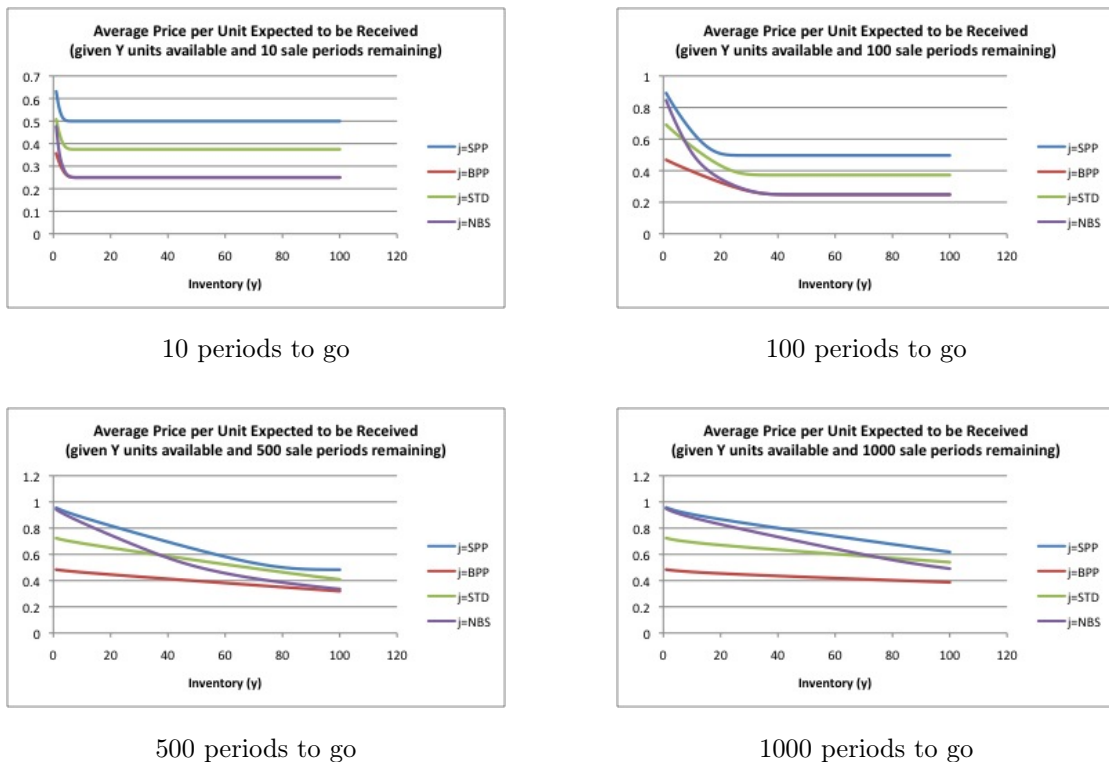 Average Price per Unit Expected to be Received
(given Y units available and 10 sale periods remaining)
0.7
0.6
0.5
0.4
0.3
0.2
0.1
0
0 20 40 60 80 100 120
Inventory (y)
j=SPP
j=BPP
j=STD
j=NBS
10 periods to go
Average Price per Unit Expected to be Received
(given Y units available and 100 sale periods remaining)
1
0.8
0.6
0.4
0.2
0
0 20 40 60 80 100 120
Inventory (y)
j=SPP
j=BPP
j=STD
j=NBS
100 periods to go
Average Price per Unit Expected to be Received
(given Y units available and 500 sale periods remaining)
1.2
1
0.8
0.6
0.4
0.2
0
0 20 40 60 80 100 120
Inventory (y)
j=SPP
j=BPP
j=STD
j=NBS
500 periods to go
Average Price per Unit Expected to be Received
(given Y units available and 1000 sale periods remaining)
1.2
1
0.8
0.6
0.4
0.2
0
0 20 40 60 80 100 120
Inventory (y)
j=SPP
j=BPP
j=STD
j=NBS
1000 periods to go